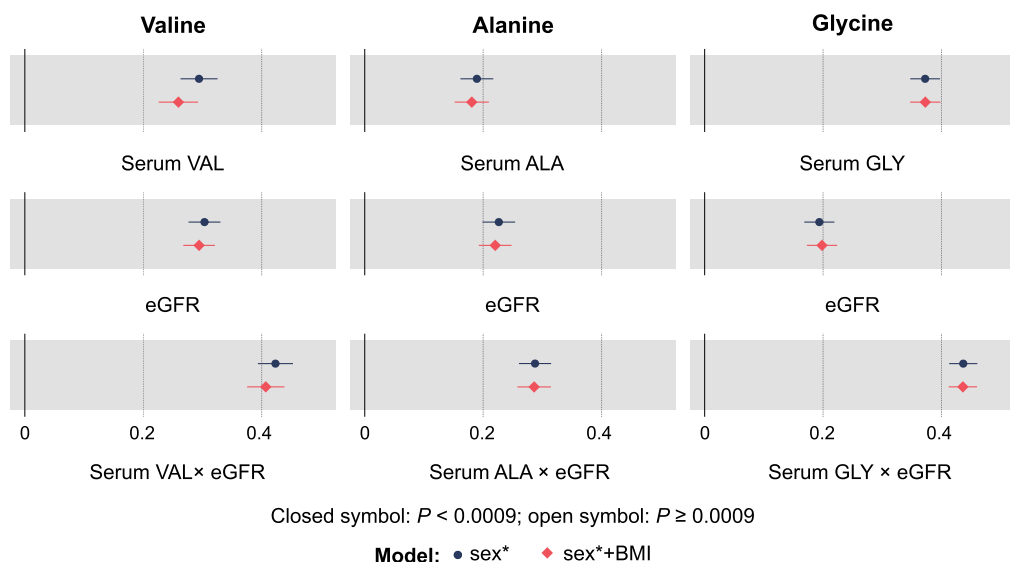 Valine Alanine Glycine
Serum VAL Serum ALA Serum GLY
eGFR eGFR eGFR
0 0.2 0.4 0 0.2 0.4 0 0.2 0.4
Serum VAL× eGFR Serum ALA × eGFR Serum GLY × eGFR
Closed symbol: P < 0.0009; open symbol: P ≥ 0.0009
Model: sex* sex*+BMI